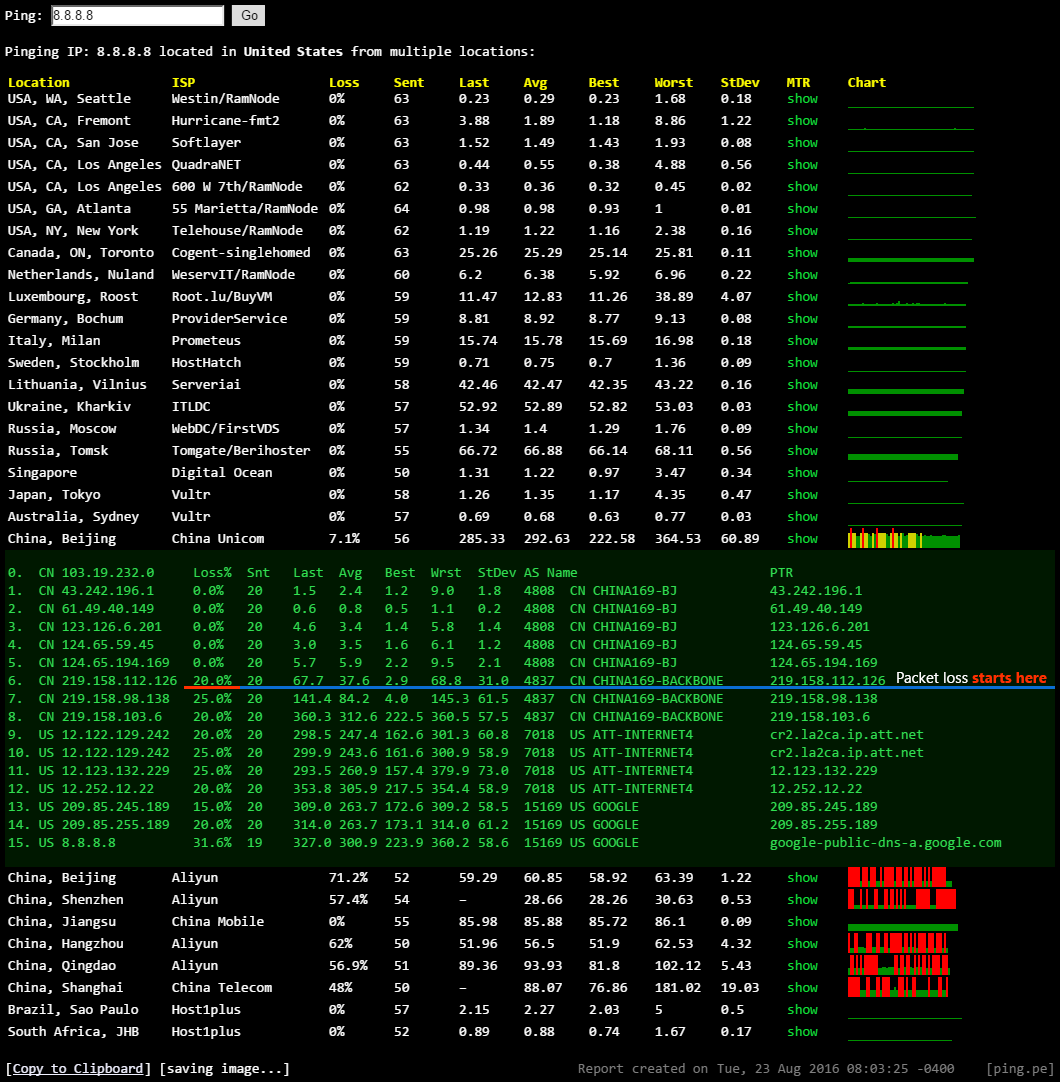 Ping: 8.8.8.8 Go
Pinging IP: 8.8.8.8 located in United States from multiple locations:
Location ISP Loss Sent Last Avg Best Worst StDev MTR Chart
USA, WA, Seattle Westin/RamNode 0% 63 0.23 0.29 0.23 1.68 0.18 show
USA, CA, Fremont Hurricane-fmt2 0% 63 3.88 1.89 1.18 8.86 1.22 show
USA, CA, San Jose Softlayer 0% 63 1.52 1.49 1.43 1.93 0.08 show
USA, CA, Los Angeles QuadraNET 0% 63 0.44 0.55 0.38 4.88 0.56 show
USA, CA, Los Angeles 600 W 7th/RamNode 0% 62 0.33 0.36 0.32 0.45 0.02 show
USA, GA, Atlanta 55 Marietta/RamNode 0% 64 0.98 0.98 0.93 1 0.01 show
USA, NY, New York Telehouse/RamNode 0% 62 1.19 1.22 1.16 2.38 0.16 show
Canada, ON, Toronto Cogent-singlehomed 0% 63 25.26 25.29 25.14 25.81 0.11 show
Netherlands, Nuland WeservIT/RamNode 0% 60 6.2 6.38 5.92 6.96 0.22 show
Luxembourg, Roost Root.lu/BuyVM 0% 59 11.47 12.83 11.26 38.89 4.07 show
Germany, Bochum ProviderService 0% 59 8.81 8.92 8.77 9.13 0.08 show
Italy, Milan Prometeus 0% 59 15.74 15.78 15.69 16.98 0.18 show
Sweden, Stockholm HostHatch 0% 59 0.71 0.75 0.7 1.36 0.09 show
Lithuania, Vilnius Serveriai 0% 58 42.46 42.47 42.35 43.22 0.16 show
Ukraine, Kharkiv ITLDC 0% 57 52.92 52.89 52.82 53.03 0.03 show
Russia, Moscow WebDC/FirstVDS 0% 57 1.34 1.4 1.29 1.76 0.09 show
Russia, Tomsk Tomgate/Berihoster 0% 55 66.72 66.88 66.14 68.11 0.56 show
Singapore Digital Ocean 0% 50 1.31 1.22 0.97 3.47 0.34 show
Japan, Tokyo Vultr 0% 58 1.26 1.35 1.17 4.35 0.47 show
Australia, Sydney Vultr 0% 57 0.69 0.68 0.63 0.77 0.03 show
China, Beijing China Unicom 7.1% 56 285.33 292.63 222.58 364.53 60.89 show
0. CN 103.19.232.0 Loss% Snt Last Avg Best Wrst StDev AS Name PTR
1. CN 43.242.196.1 0.0% 20 1.5 2.4 1.2 9.0 1.8 4808 CN CHINA169-BJ 43.242.196.1
2. CN 61.49.40.149 0.0% 20 0.6 0.8 0.5 1.1 0.2 4808 CN CHINA169-BJ 61.49.40.149
3. CN 123.126.6.201 0.0% 20 4.6 3.4 1.4 5.8 1.4 4808 CN CHINA169-BJ 123.126.6.201
4. CN 124.65.59.45 0.0% 20 3.0 3.5 1.6 6.1 1.2 4808 CN CHINA169-BJ 124.65.59.45
5. CN 124.65.194.169 0.0% 20 5.7 5.9 2.2 9.5 2.1 4808 CN CHINA169-BJ 124.65.194.169
6. CN 219.158.112.126 20.0% 20 67.7 37.6 2.9 68.8 31.0 4837 CN CHINA169-BACKBONE 219.158.112.126 Packet loss starts here
7. CN 219.158.98.138 25.0% 20 141.4 84.2 4.0 145.3 61.5 4837 CN CHINA169-BACKBONE 219.158.98.138
8. CN 219.158.103.6 20.0% 20 360.3 312.6 222.5 360.5 57.5 4837 CN CHINA169-BACKBONE 219.158.103.6
9. US 12.122.129.242 20.0% 20 298.5 247.4 162.6 301.3 60.8 7018 US ATT-INTERNET4 cr2.la2ca.ip.att.net
10. US 12.122.129.242 25.0% 20 299.9 243.6 161.6 300.9 58.9 7018 US ATT-INTERNET4 cr2.la2ca.ip.att.net
11. US 12.123.132.229 25.0% 20 293.5 260.9 157.4 379.9 73.0 7018 US ATT-INTERNET4 12.123.132.229
12. US 12.252.12.22 20.0% 20 353.8 305.9 217.5 354.4 58.9 7018 US ATT-INTERNET4 12.252.12.22
13. US 209.85.245.189 15.0% 20 309.0 263.7 172.6 309.2 58.5 15169 US GOOGLE 209.85.245.189
14. US 209.85.255.189 20.0% 20 314.0 263.7 173.1 314.0 61.2 15169 US GOOGLE 209.85.255.189
15. US 8.8.8.8 31.6% 19 327.0 300.9 223.9 360.2 58.6 15169 US GOOGLE google-public-dns-a.google.com
China, Beijing Aliyun 71.2% 52 59.29 60.85 58.92 63.39 1.22 show
China, Shenzhen Aliyun 57.4% 54 – 28.66 28.26 30.63 0.53 show
China, Jiangsu China Mobile 0% 55 85.98 85.88 85.72 86.1 0.09 show
China, Hangzhou Aliyun 62% 50 51.96 56.5 51.9 62.53 4.32 show
China, Qingdao Aliyun 56.9% 51 89.36 93.93 81.8 102.12 5.43 show
China, Shanghai China Telecom 48% 50 – 88.07 76.86 181.02 19.03 show
Brazil, Sao Paulo Host1plus 0% 57 2.15 2.27 2.03 5 0.5 show
South Africa, JHB Host1plus 0% 52 0.89 0.88 0.74 1.67 0.17 show
[Copy to Clipboard] [saving image...] Report created on Tue, 23 Aug 2016 08:03:25 -0400 [ping.pe]